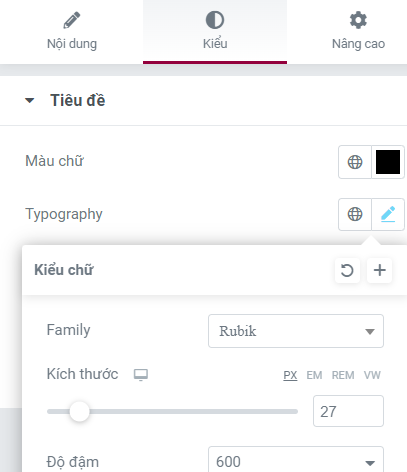 Nội dung Kiểu Nâng cao
Tiêu đề
Màu chữ
Typography
Kiểu chữ
Family Rubik
Kích thước PX EM REM VW
27
Độ đậm 600